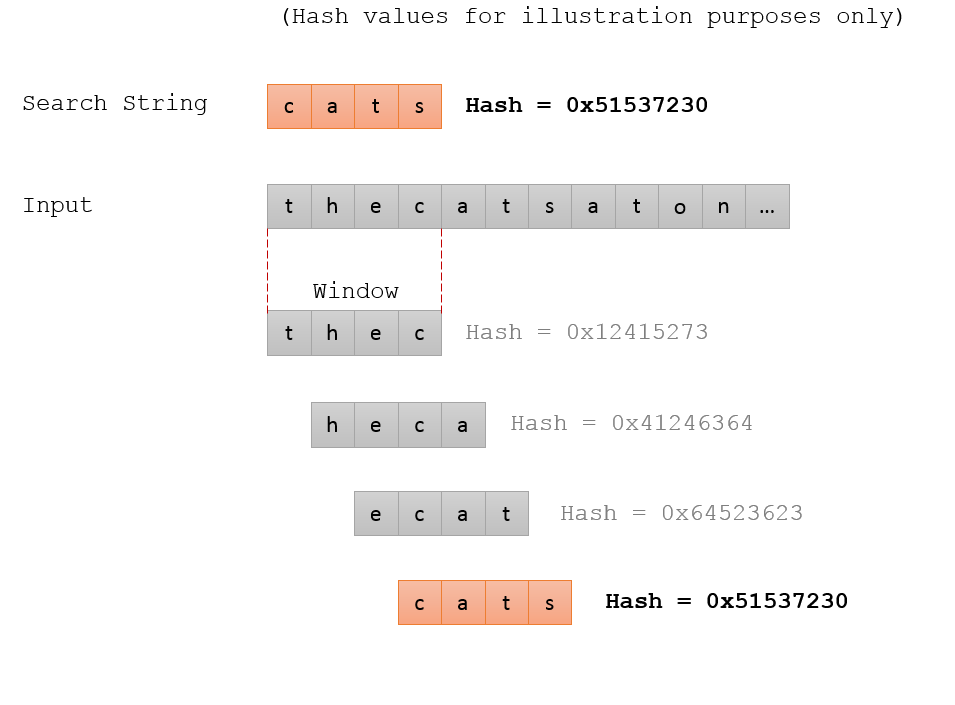 (Hash values for illustration purposes only)
Search String c a t s Hash = 0x51537230
Input t h e c a t s a t o n ...
Window
t h e c Hash = 0x12415273
h e c a Hash = 0x41246364
e c a t Hash = 0x64523623
c a t s Hash = 0x51537230